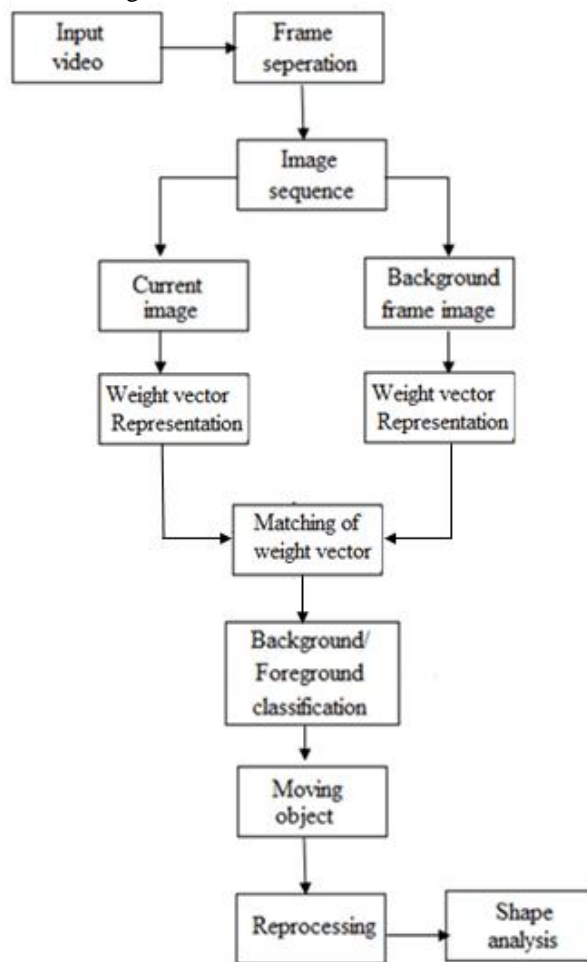 Input
video
Frame
seperation
Image
sequence
Current
image
Background
frame image
Weight vector
Representation
Weight vector
Representation
Matching of
weight vector
Background/
Foreground
classification
Moving
object
Reprocessing
Shape
analysis